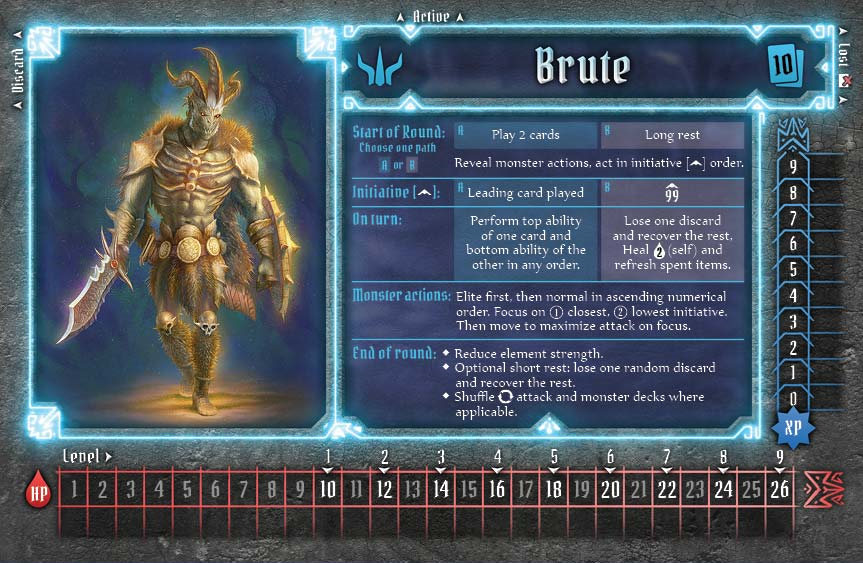 Active
Discard
Lost
Brute
10
Start of Round:
Choose one path
A or B
A Play 2 cards
B Long rest
Reveal monster actions, act in initiative [ ] order.
Initiative [ ]:
A Leading card played
B 99
On turn:
Perform top ability
of one card and
bottom ability of the
other in any order.
Lose one discard
and recover the rest.
Heal 2 (self) and
refresh spent items.
Monster actions:
Elite first, then normal in ascending numerical
order. Focus on ① closest, ② lowest initiative.
Then move to maximize attack on focus.
End of round:
Reduce element strength.
Optional short rest: lose one random discard
and recover the rest.
Shuffle attack and monster decks where
applicable.
9
8
7
6
5
4
3
2
1
0
XP
Level 1 2 3 4 5 6 7 8 9
HP 1 2 3 4 5 6 7 8 9 10 11 12 13 14 15 16 17 18 19 20 21 22 23 24 25 26